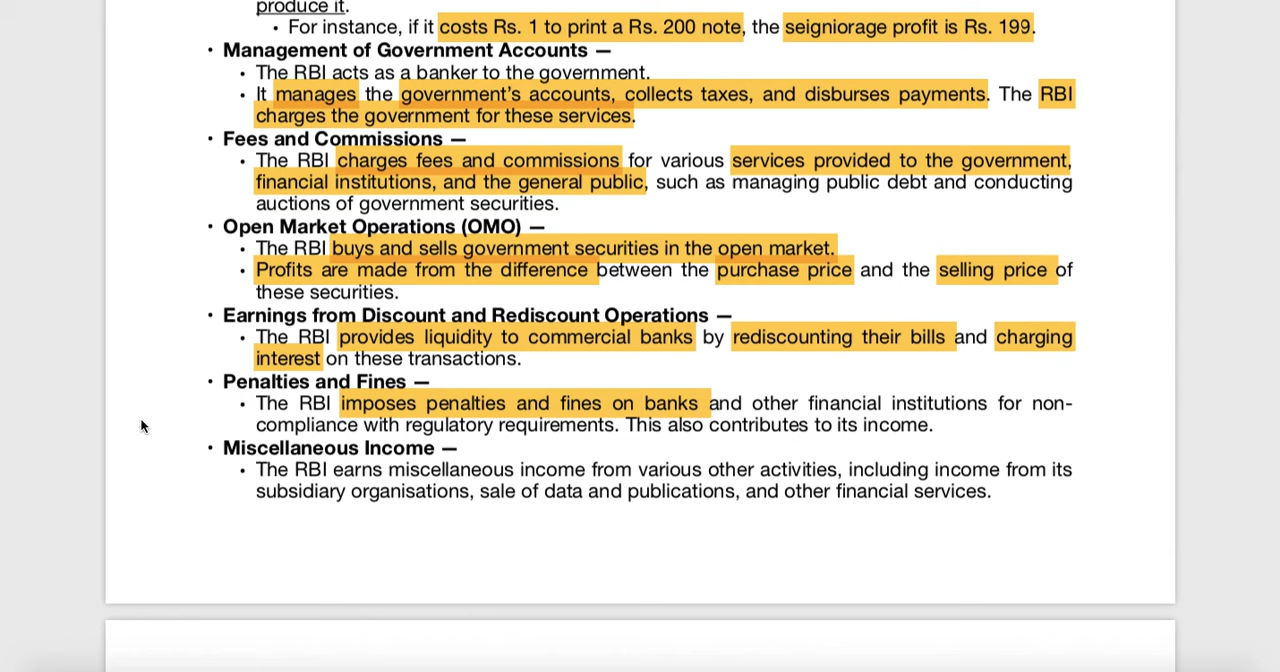 produce it.
• For instance, if it costs Rs. 1 to print a Rs. 200 note, the seigniorage profit is Rs. 199.
• Management of Government Accounts —
• The RBI acts as a banker to the government.
• It manages the government's accounts, collects taxes, and disburses payments. The RBI
charges the government for these services.
• Fees and Commissions —
• The RBI charges fees and commissions for various services provided to the government,
financial institutions, and the general public, such as managing public debt and conducting
auctions of government securities.
• Open Market Operations (OMO) —
• The RBI buys and sells government securities in the open market.
• Profits are made from the difference between the purchase price and the selling price of
these securities.
• Earnings from Discount and Rediscount Operations —
• The RBI provides liquidity to commercial banks by rediscounting their bills and charging
interest on these transactions.
• Penalties and Fines —
• The RBI imposes penalties and fines on banks and other financial institutions for non-
compliance with regulatory requirements. This also contributes to its income.
• Miscellaneous Income —
• The RBI earns miscellaneous income from various other activities, including income from its
subsidiary organisations, sale of data and publications, and other financial services.